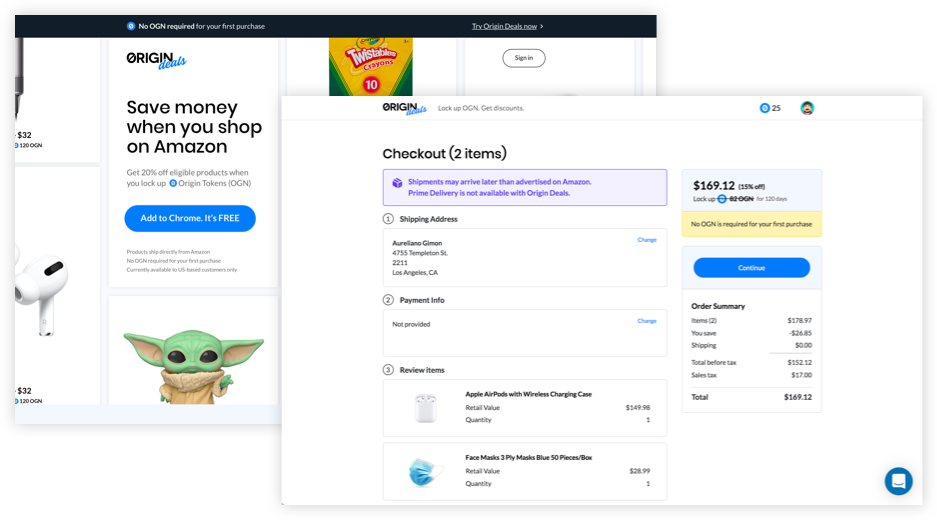 No OGN required for your first purchase
Try Origin Deals now >
ORIGIN
deals
Save money
when you shop
on Amazon
Get 20% off eligible products when
you lock up Origin Tokens (OGN)
Add to Chrome. It's FREE
Products ship directly from Amazon
No OGN required for your first purchase
Currently available to US-based customers only
$32
120 OGN
$32
120 OGN
Crayola
Twistables
Crayons
10
Sign in
ORIGIN
deals
Lock up OGN. Get discounts.
25
Checkout (2 items)
Shipments may arrive later than advertised on Amazon.
Prime Delivery is not available with Origin Deals.
1 Shipping Address
Aureliano Gimon
4755 Templeton St.
2211
Los Angeles, CA
Change
2 Payment Info
Not provided
Change
3 Review items
Apple AirPods with Wireless Charging Case
Retail Value $149.98
Quantity 1
Face Masks 3 Ply Masks Blue 50 Pieces/Box
Retail Value $28.99
Quantity 1
$169.12 (15% off)
Lock up 82 OGN for 120 days
No OGN is required for your first purchase
Continue
Order Summary
Items (2) $178.97
You save -$26.85
Shipping $0.00
Total before tax $152.12
Sales tax $17.00
Total $169.12